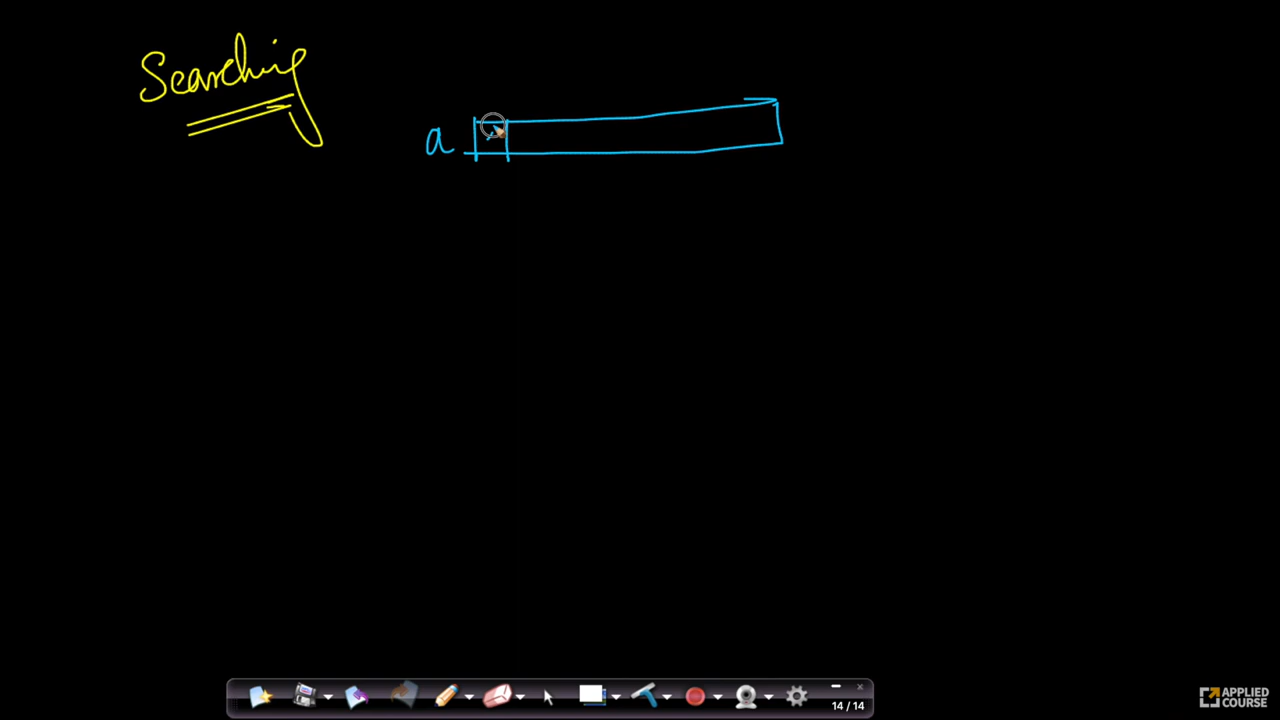 Searching
a
14 / 14
APPLIED
COURSE